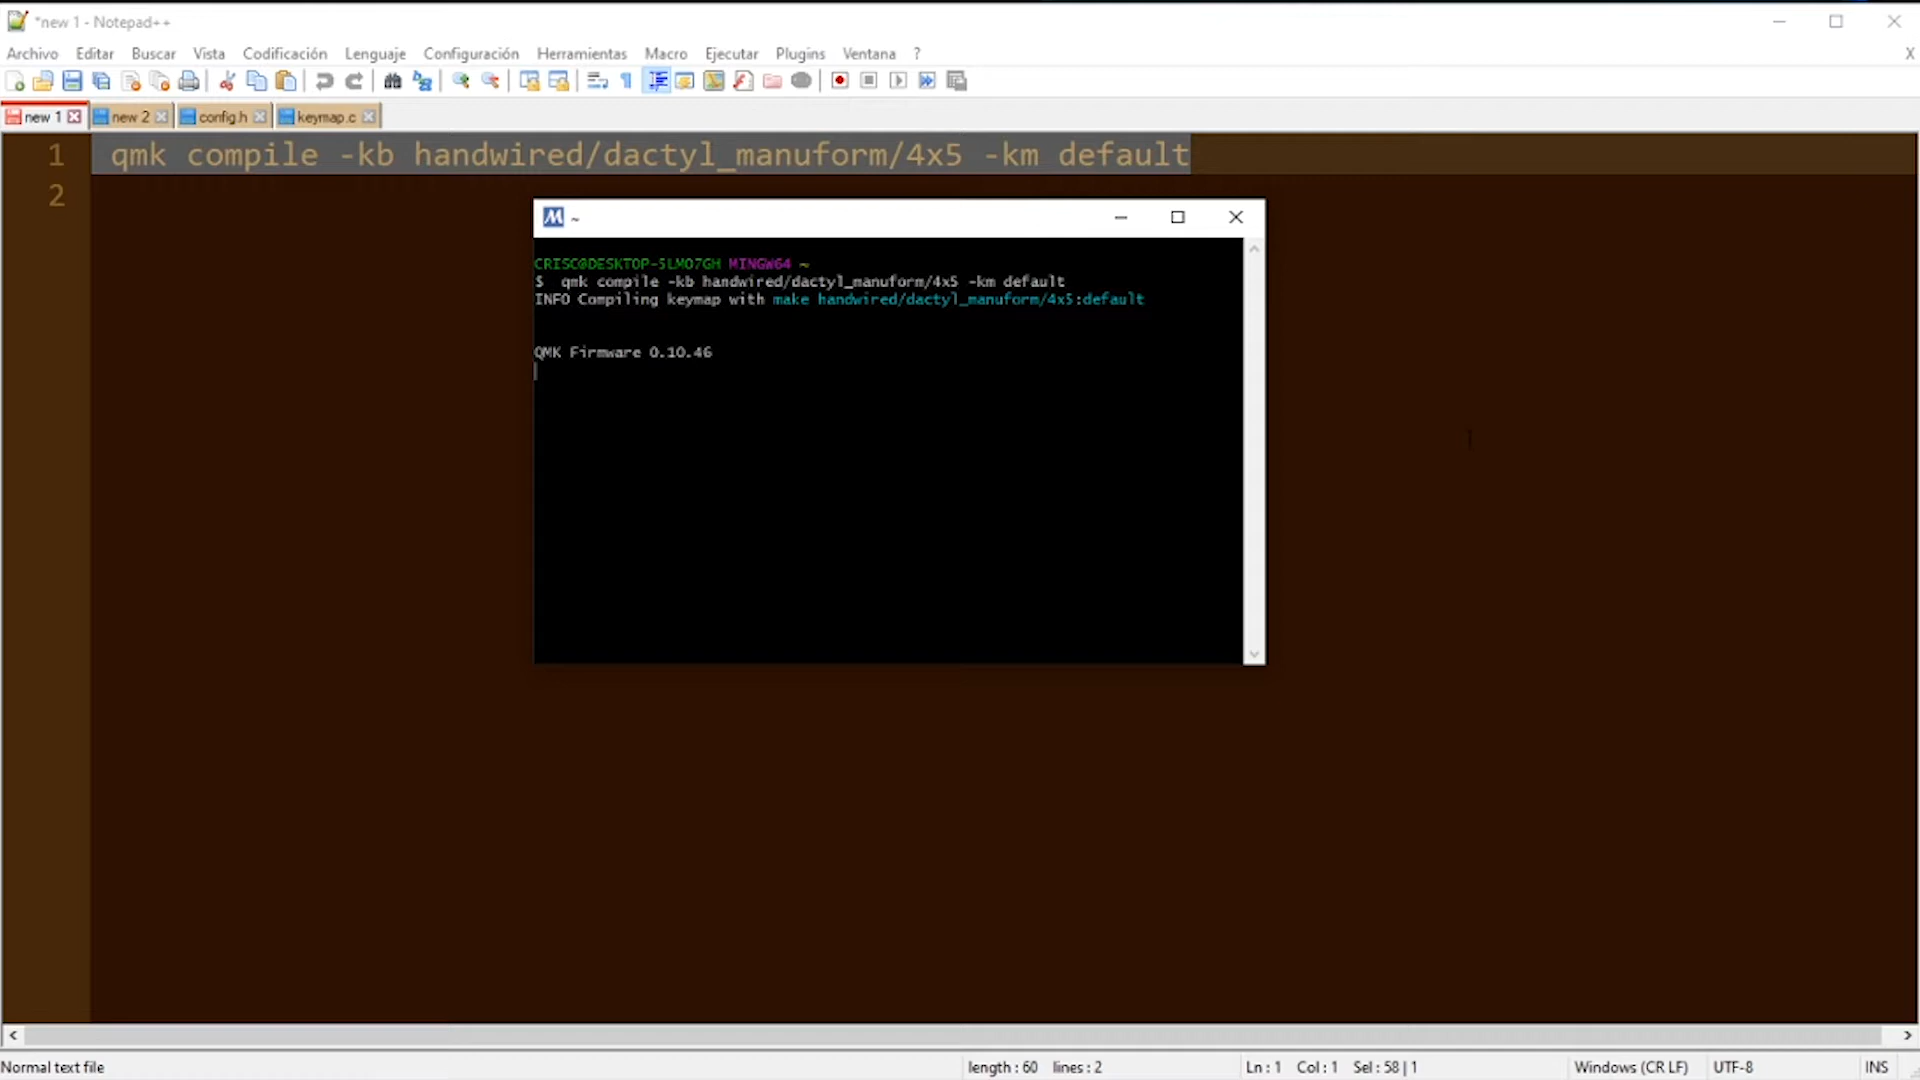 *new 1 - Notepad++
Archivo Editar Buscar Vista Codificación Lenguaje Configuración Herramientas Macro Ejecutar Plugins Ventana ? X
new 1 new 2 config.h keymap.c
1 qmk compile -kb handwired/dactyl_manuform/4x5 -km default
2
~
CRISC@DESKTOP-5LMO7GH MINGW64 ~
$ qmk compile -kb handwired/dactyl_manuform/4x5 -km default
INFO Compiling keymap with make handwired/dactyl_manuform/4x5:default
QMK Firmware 0.10.46
Normal text file length : 60 lines : 2 Ln : 1 Col : 1 Sel : 58 | 1 Windows (CR LF) UTF-8 INS